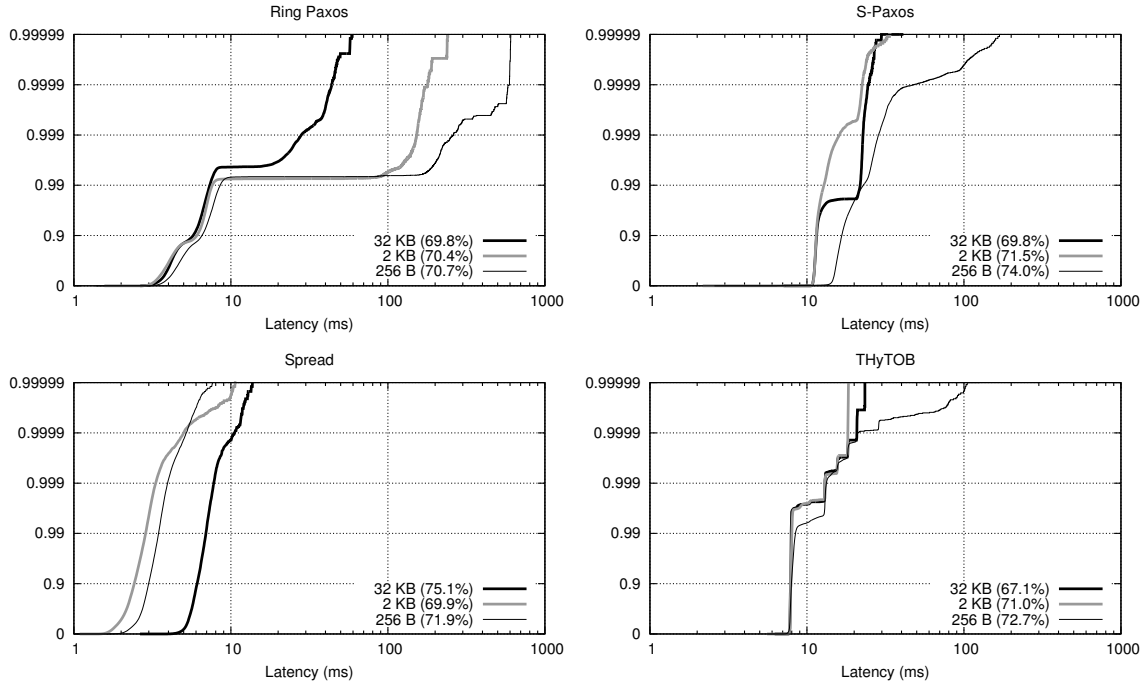 Ring Paxos
0.99999
0.9999
0.999
0.99
0.9
0
32 KB (69.8%)
2 KB (70.4%)
256 B (70.7%)
1 10 100 1000
Latency (ms)
S-Paxos
0.99999
0.9999
0.999
0.99
0.9
0
32 KB (69.8%)
2 KB (71.5%)
256 B (74.0%)
1 10 100 1000
Latency (ms)
Spread
0.99999
0.9999
0.999
0.99
0.9
0
32 KB (75.1%)
2 KB (69.9%)
256 B (71.9%)
1 10 100 1000
Latency (ms)
THyTOB
0.99999
0.9999
0.999
0.99
0.9
0
32 KB (67.1%)
2 KB (71.0%)
256 B (72.7%)
1 10 100 1000
Latency (ms)